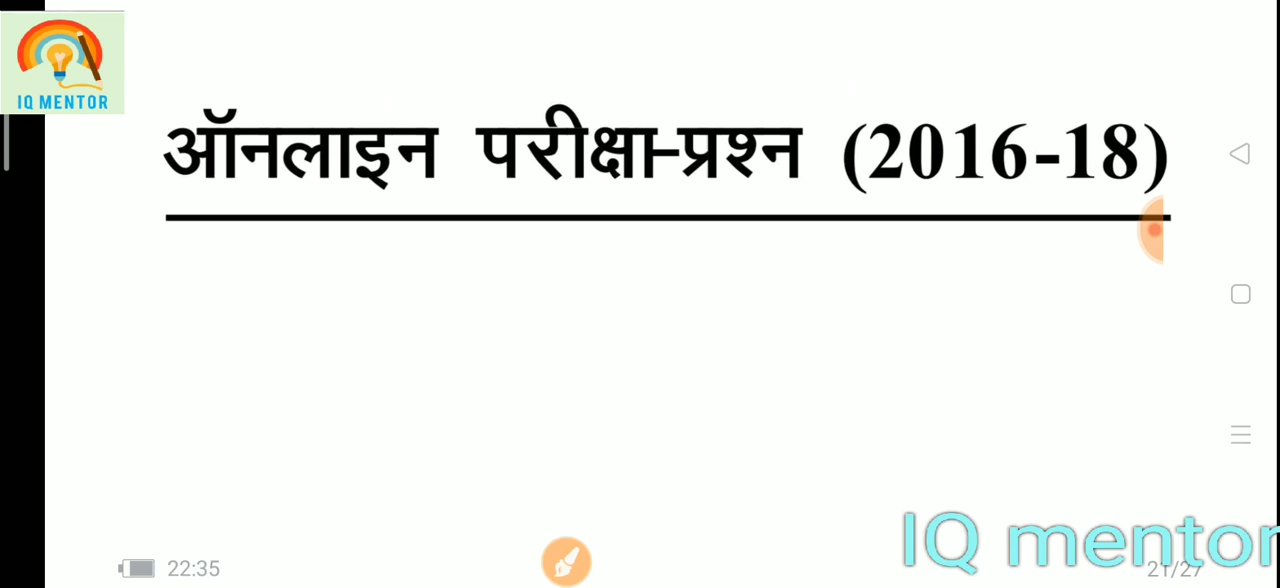 IQ MENTOR
ऑनलाइन परीक्षा-प्रश्न (2016-18)
IQ mentor
22:35
21/27